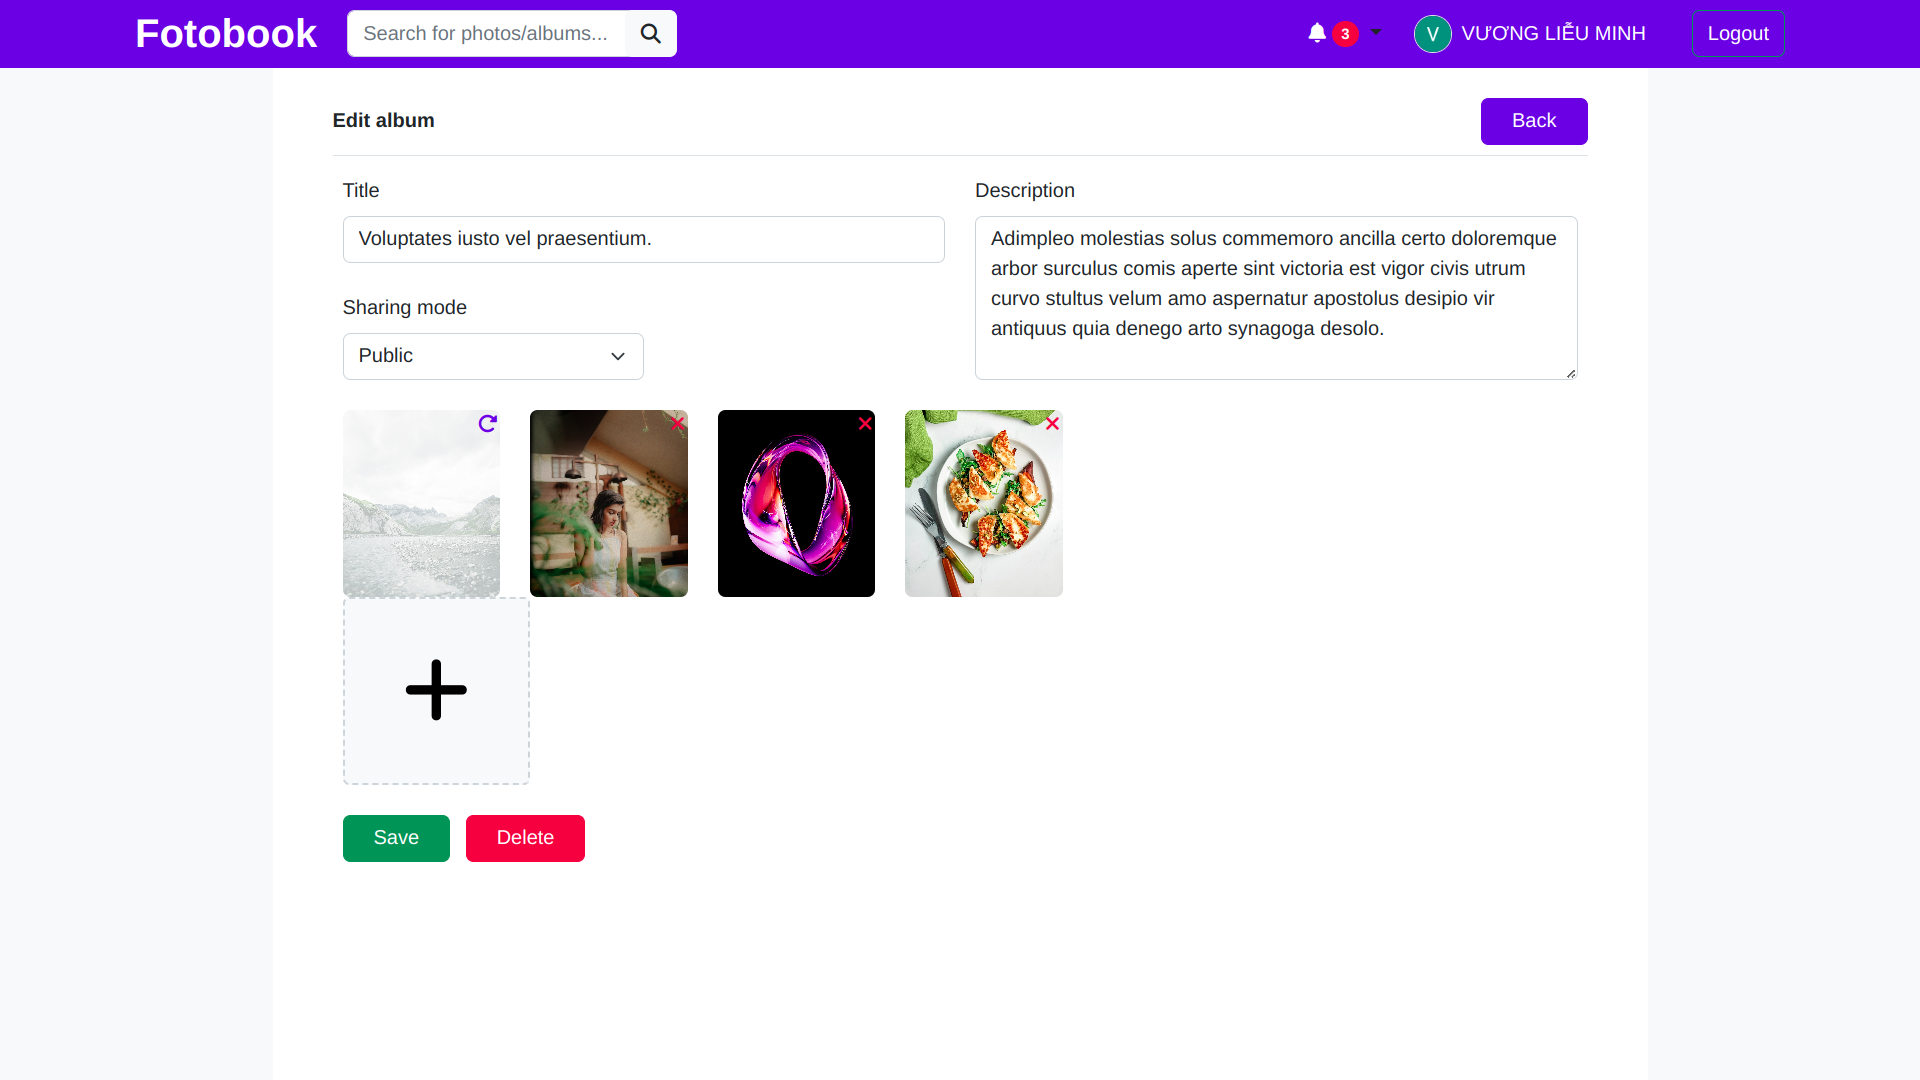 Fotobook
Search for photos/albums...
3
V
VƯƠNG LIỄU MINH
Logout
Edit album
Back
Title
Voluptates iusto vel praesentium.
Sharing mode
Public
Description
Adimpleo molestias solus commemoro ancilla certo doloremque
arbor surculus comis aperte sint victoria est vigor civis utrum
curvo stultus velum amo aspernatur apostolus desipio vir
antiquus quia denego arto synagoga desolo.
Save
Delete